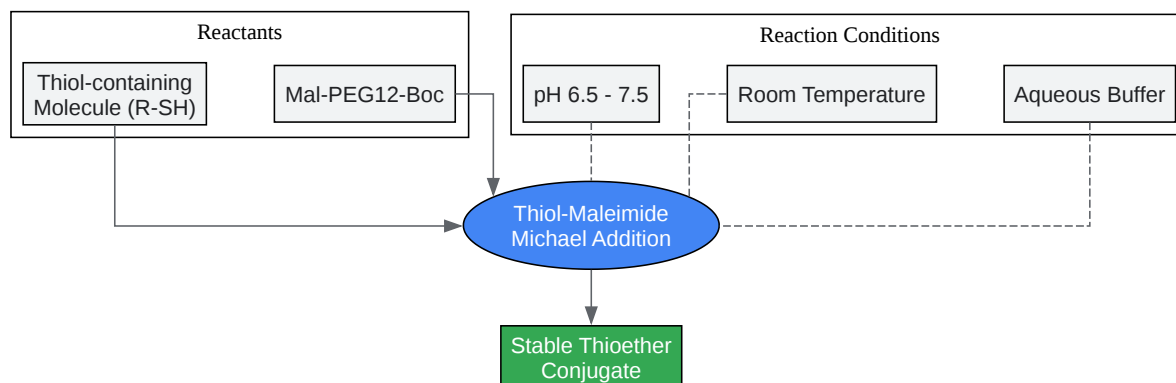 Reactants
Reaction Conditions
Thiol-containing
Molecule (R-SH)
Mal-PEG12-Boc
pH 6.5 - 7.5
Room Temperature
Aqueous Buffer
Thiol-Maleimide
Michael Addition
Stable Thioether
Conjugate